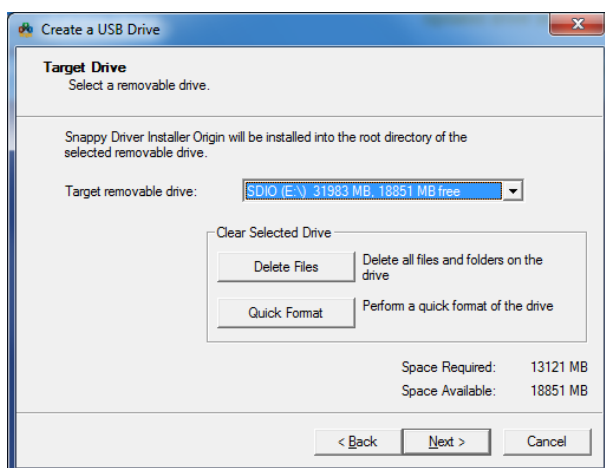 Create a USB Drive
Target Drive
Select a removable drive.
Snappy Driver Installer Origin will be installed into the root directory of the
selected removable drive.
Target removable drive:
SDIO (E:\) 31983 MB, 18851 MB free
Clear Selected Drive
Delete Files
Delete all files and folders on the
drive
Quick Format
Perform a quick format of the drive
Space Required: 13121 MB
Space Available: 18851 MB
< Back
Next >
Cancel